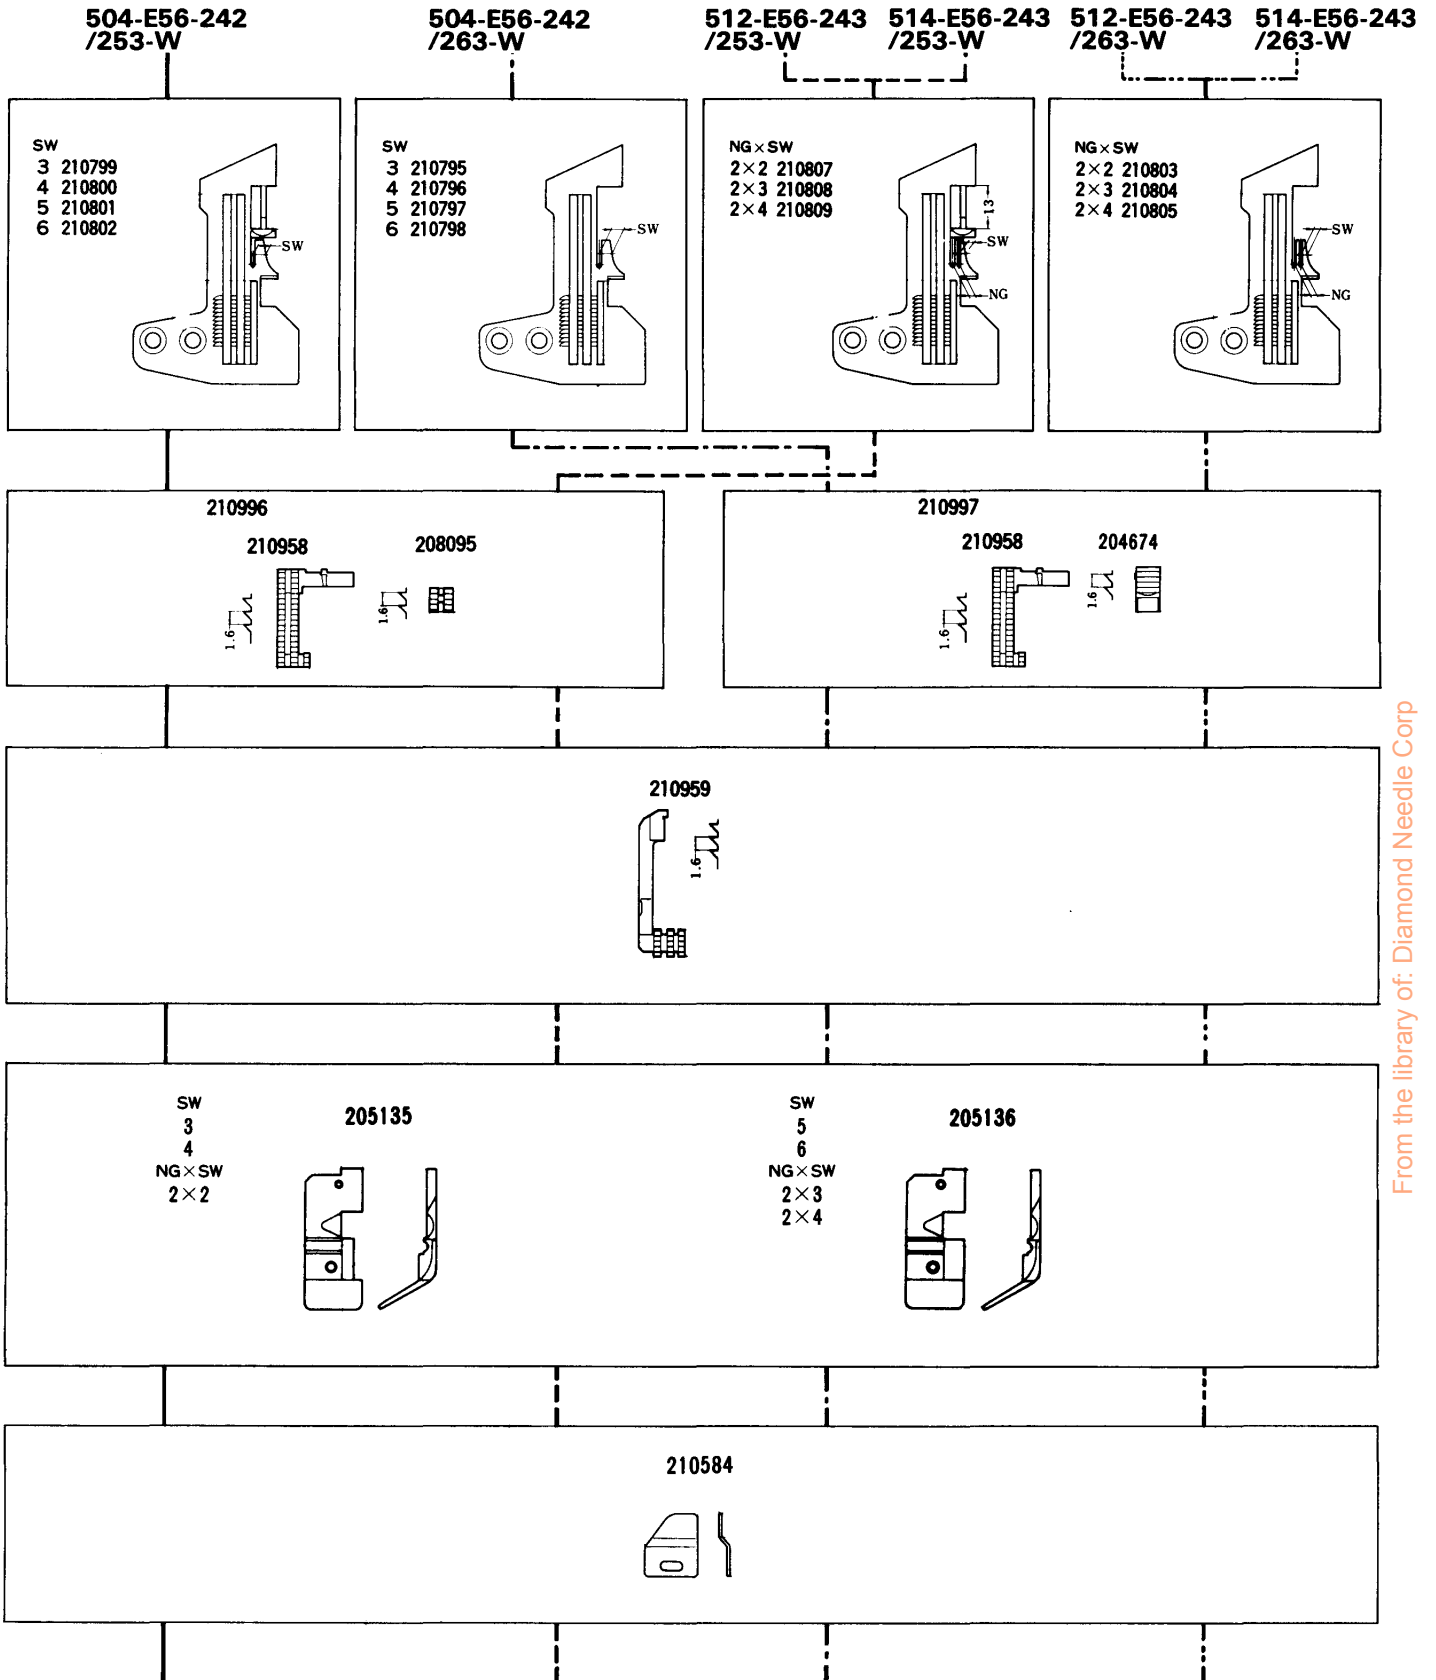 504-E56-242
/253-W
504-E56-242
/263-W
512-E56-243
/253-W
514-E56-243
/253-W
512-E56-243
/263-W
514-E56-243
/263-W
SW
3 210799
4 210800
5 210801
6 210802
SW
SW
3 210795
4 210796
5 210797
6 210798
SW
NG×SW
2×2 210807
2×3 210808
2×4 210809
13
SW
NG
NG×SW
2×2 210803
2×3 210804
2×4 210805
SW
NG
210996
210958
1.6
208095
1.6
210997
210958
1.6
204674
1.6
210959
1.6
SW
3
4
NG×SW
2×2
205135
SW
5
6
NG×SW
2×3
2×4
205136
210584
From the library of: Diamond Needle Corp